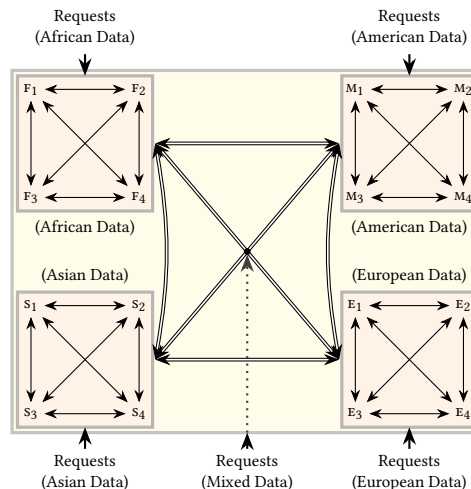 Requests
(African Data)
Requests
(American Data)
F1 F2
F3 F4
M1 M2
M3 M4
(African Data)
(American Data)
(Asian Data)
(European Data)
S1 S2
S3 S4
E1 E2
E3 E4
Requests
(Asian Data)
Requests
(Mixed Data)
Requests
(European Data)